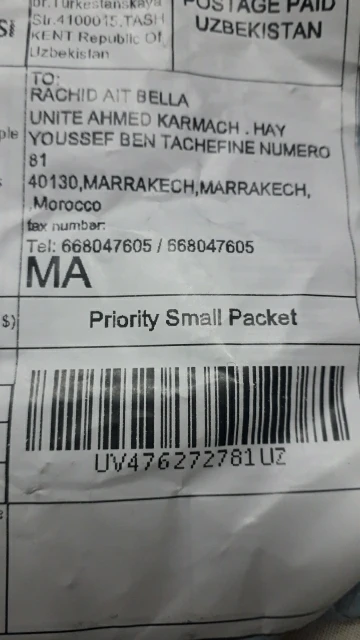 Str.4100015,TASH
KENT Republic Of
Uzbekistan
POSTAGE PAID
UZBEKISTAN
TO:
RACHID AIT BELLA
UNITE AHMED KARMACH . HAY
YOUSSEF BEN TACHEFINE NUMERO
81
40130,MARRAKECH,MARRAKECH,
,Morocco
fax number:
Tel: 668047605 / 668047605
MA
$)
Priority Small Packet
UV476272781UZ